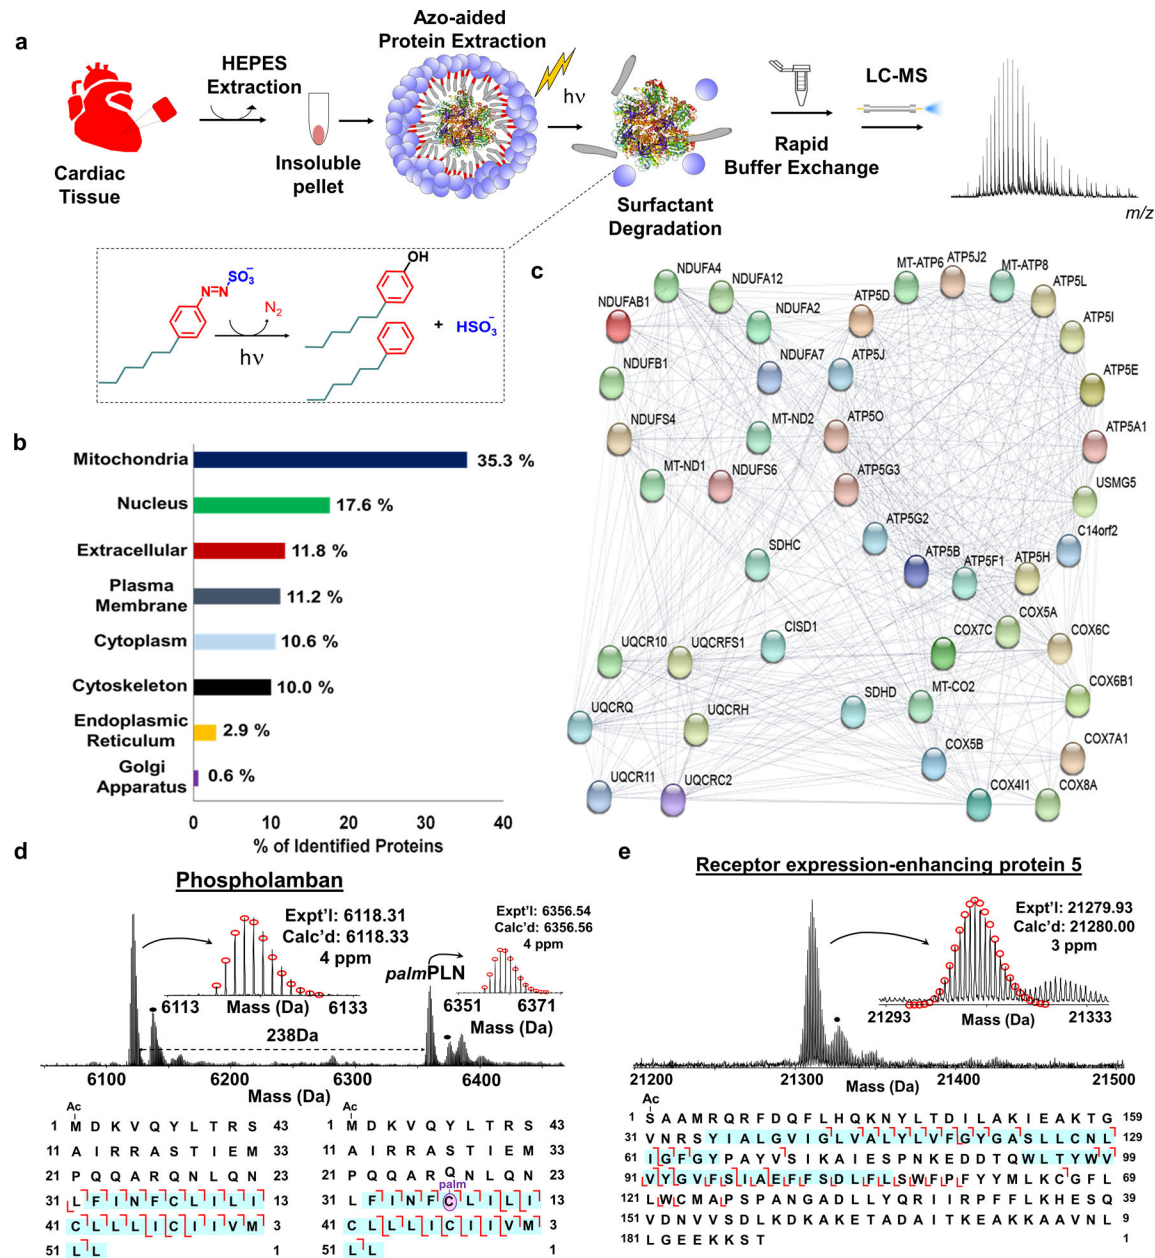 a
Cardiac
Tissue
HEPES
Extraction
Insoluble
pellet
Azo-aided
Protein Extraction
hν
Surfactant
Degradation
Rapid
Buffer Exchange
LC-MS
m/z
SO3-
N=N
N2
hν
OH
+ HSO3-
b
Mitochondria 35.3 %
Nucleus 17.6 %
Extracellular 11.8 %
Plasma
Membrane 11.2 %
Cytoplasm 10.6 %
Cytoskeleton 10.0 %
Endoplasmic
Reticulum 2.9 %
Golgi
Apparatus 0.6 %
0 10 20 30 40
% of Identified Proteins
c
NDUFA4
NDUFA12
MT-ATP6
ATP5J2
MT-ATP8
ATP5L
NDUFAB1
NDUFA2
ATP5D
ATP5I
NDUFB1
NDUFA7
ATP5J
ATP5E
NDUFS4
MT-ND2
ATP5O
ATP5A1
MT-ND1
NDUFS6
ATP5G3
USMG5
ATP5G2
C14orf2
SDHC
ATP5B
ATP5F1
ATP5H
COX5A
UQCR10
UQCRFS1
CISD1
COX7C
COX6C
UQCRQ
UQCRH
SDHD
MT-CO2
COX6B1
COX5B
COX7A1
UQCR11
UQCRC2
COX4I1
COX8A
d
Phospholamban
Expt'l: 6118.31
Calc'd: 6118.33
4 ppm
6113 6133
Mass (Da)
238Da
palmPLN
Expt'l: 6356.54
Calc'd: 6356.56
4 ppm
6351 6371
Mass (Da)
6100 6200 6300 6400
Mass (Da)
Ac
1 M D K V Q Y L T R S 43
11 A I R R A S T I E M 33
21 P Q Q A R Q N L Q N 23
31 L F I N F C L I L I 13
41 C L L L I C I I V M 3
51 L L 1
Ac
1 M D K V Q Y L T R S 43
11 A I R R A S T I E M 33
21 P Q Q A R Q N L Q N 23
palm
31 L F I N F C L I L I 13
41 C L L L I C I I V M 3
51 L L 1
e
Receptor expression-enhancing protein 5
Expt'l: 21279.93
Calc'd: 21280.00
3 ppm
21293 21333
Mass (Da)
21200 21300 21400 21500
Mass (Da)
Ac
1 S A A M R Q R F D Q F L H Q K N Y L T D I L A K I E A K T G 159
31 V N R S Y I A L G V I G L V A L Y L V F G Y G A S L L C N L 129
61 I G F G Y P A Y V S I K A I E S P N K E D D T Q W L T Y W V 99
91 V Y G V F S I A E F F S D L F L S W F P F Y Y M L K C G F L 69
121 L W C M A P S P A N G A D L L Y Q R I I R P F F L K H E S Q 39
151 V D N V V S D L K D K A K E T A D A I T K E A K K A A V N L 9
181 L G E E K K S T 1